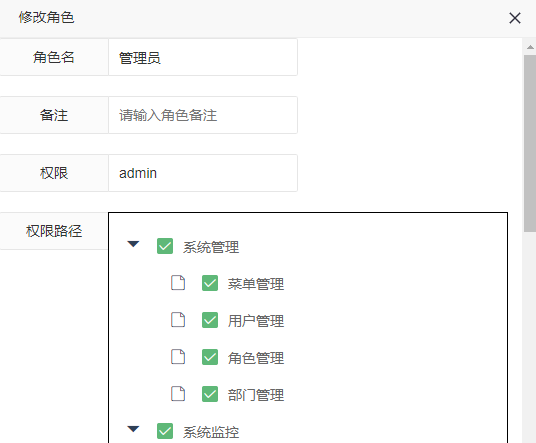 修改角色
角色名 管理员
备注 请输入角色备注
权限 admin
权限路径
系统管理
菜单管理
用户管理
角色管理
部门管理
系统监控